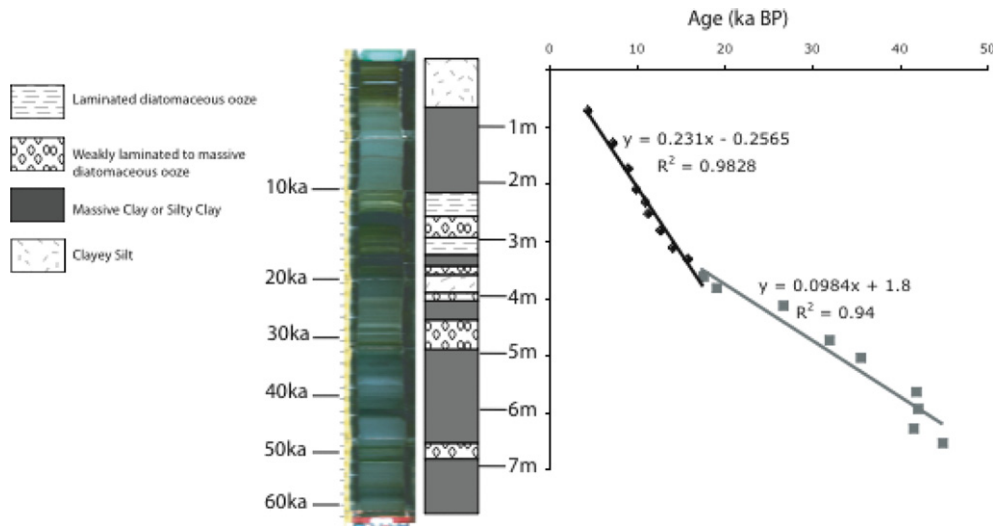 Age (ka BP)
0
10
20
30
40
50
Laminated diatomaceous ooze
Weakly laminated to massive
diatomaceous ooze
Massive Clay or Silty Clay
Clayey Silt
10ka
20ka
30ka
40ka
50ka
60ka
1m
2m
3m
4m
5m
6m
7m
y = 0.231x - 0.2565
R² = 0.9828
y = 0.0984x + 1.8
R² = 0.94